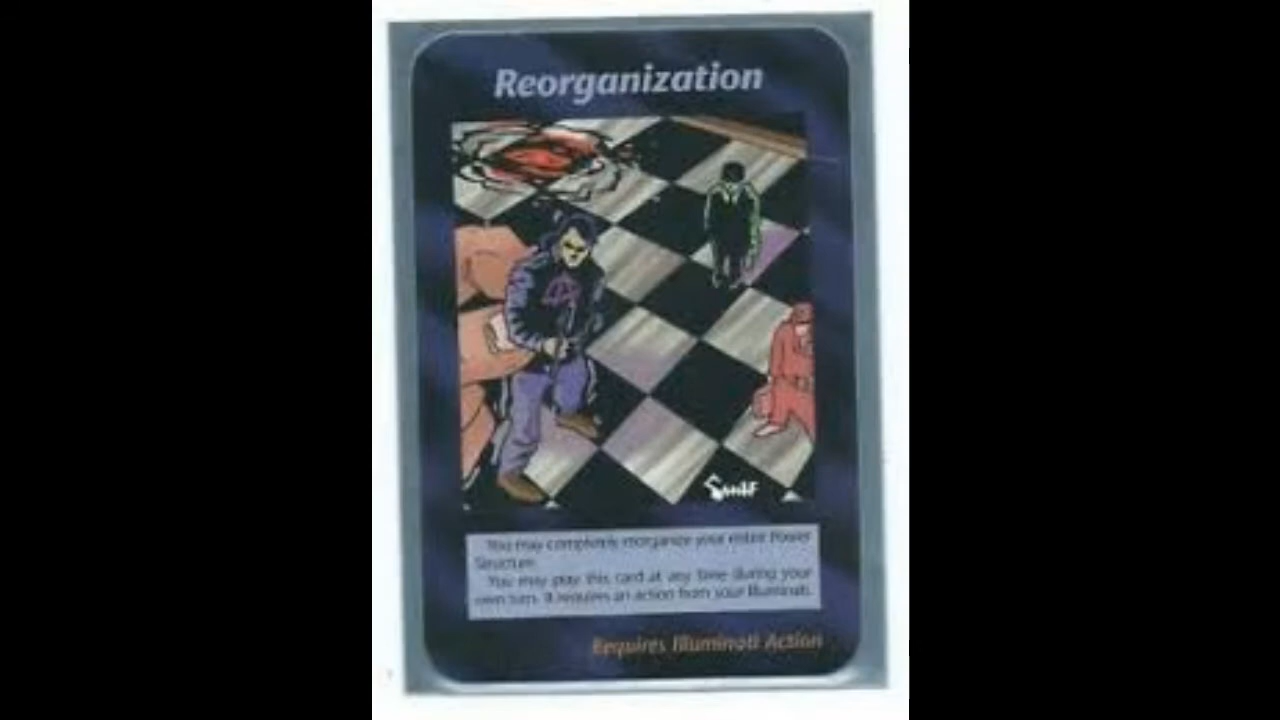 Reorganization
You may completely reorganize your entire Power
Structure.
You may play this card at any time during your
own turn. It requires an action from your Illuminati.
Requires Illuminati Action